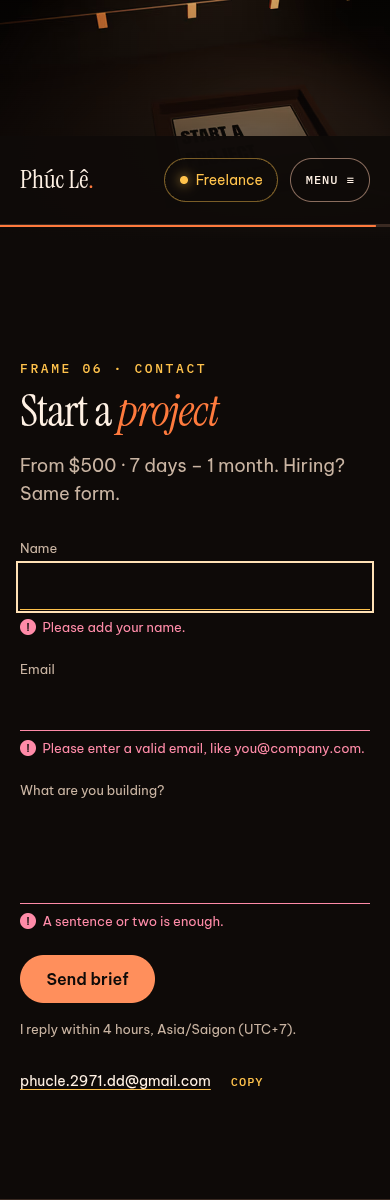 START A
Phúc Lê.
Freelance
MENU ≡
FRAME 06 · CONTACT
Start a project
From $500 · 7 days – 1 month. Hiring?
Same form.
Name
! Please add your name.
Email
! Please enter a valid email, like you@company.com.
What are you building?
! A sentence or two is enough.
Send brief
I reply within 4 hours, Asia/Saigon (UTC+7).
phucle.2971.dd@gmail.com COPY